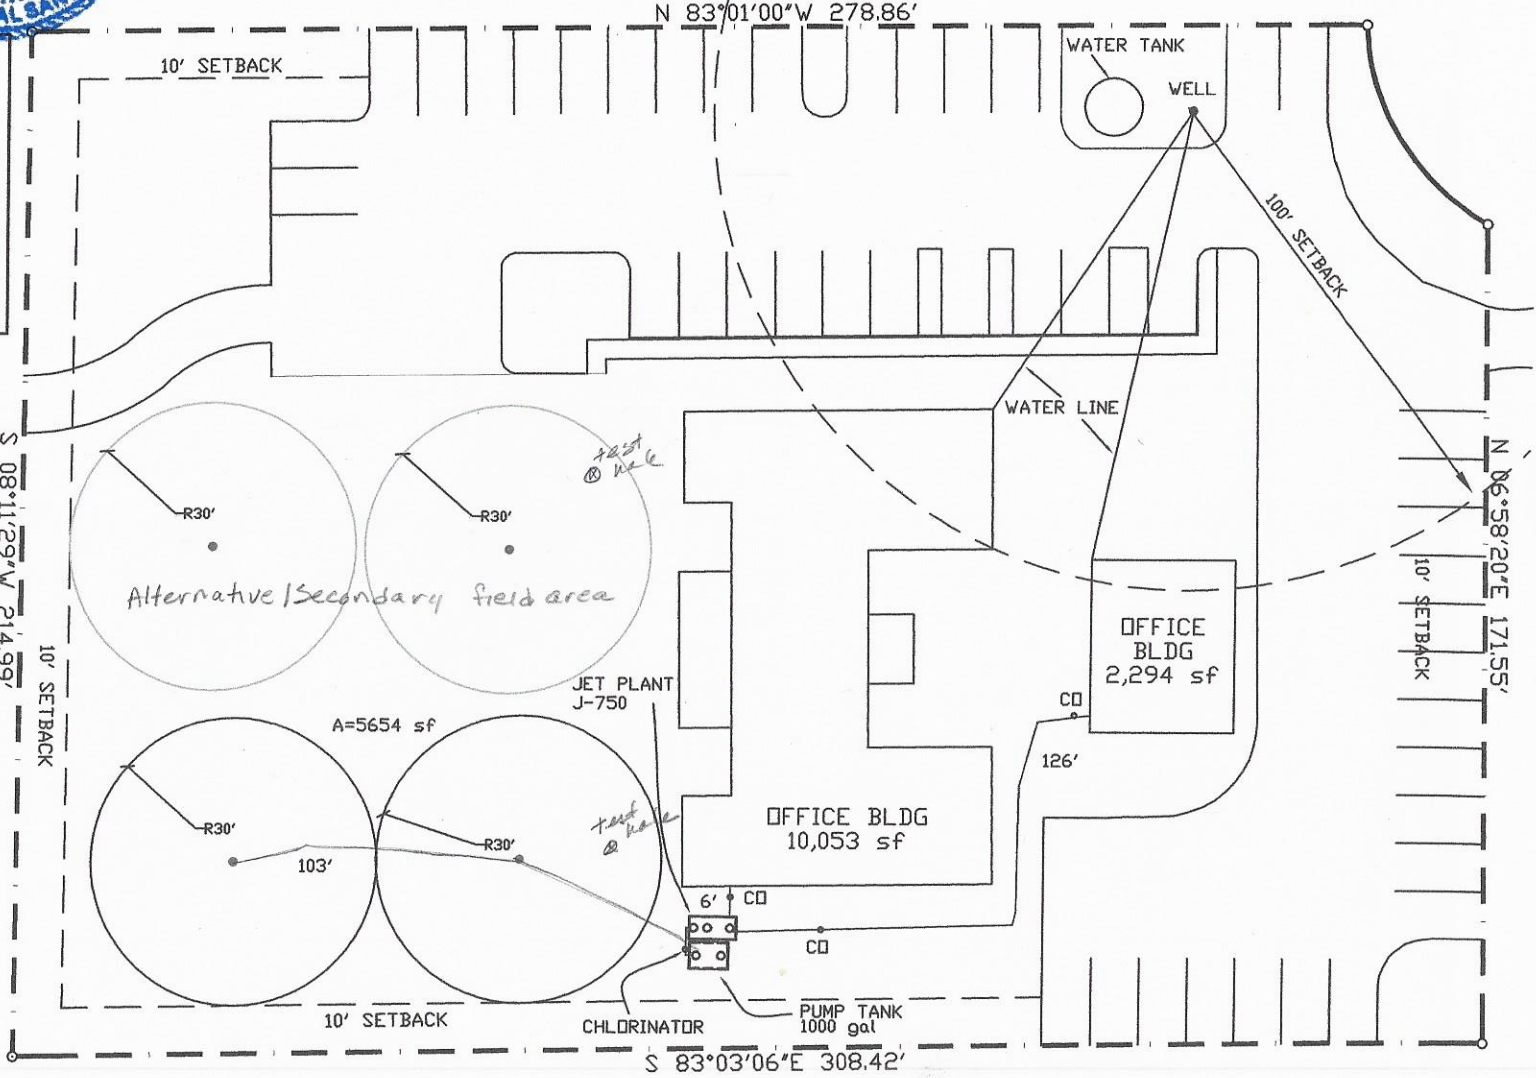 N 83°01'00"W 278.86'
10' SETBACK
WATER TANK
WELL
100' SETBACK
WATER LINE
test
hole
R30'
R30'
Alternative/Secondary field area
S 08°11'29"W 214.99'
N 06°58'20"E 171.55'
10' SETBACK
10' SETBACK
OFFICE
BLDG
2,294 sf
JET PLANT
J-750
CO
A=5654 sf
126'
test
hole
R30'
R30'
103'
OFFICE BLDG
10,053 sf
6'
CO
CO
10' SETBACK
CHLORINATOR
PUMP TANK
1000 gal
S 83°03'06"E 308.42'